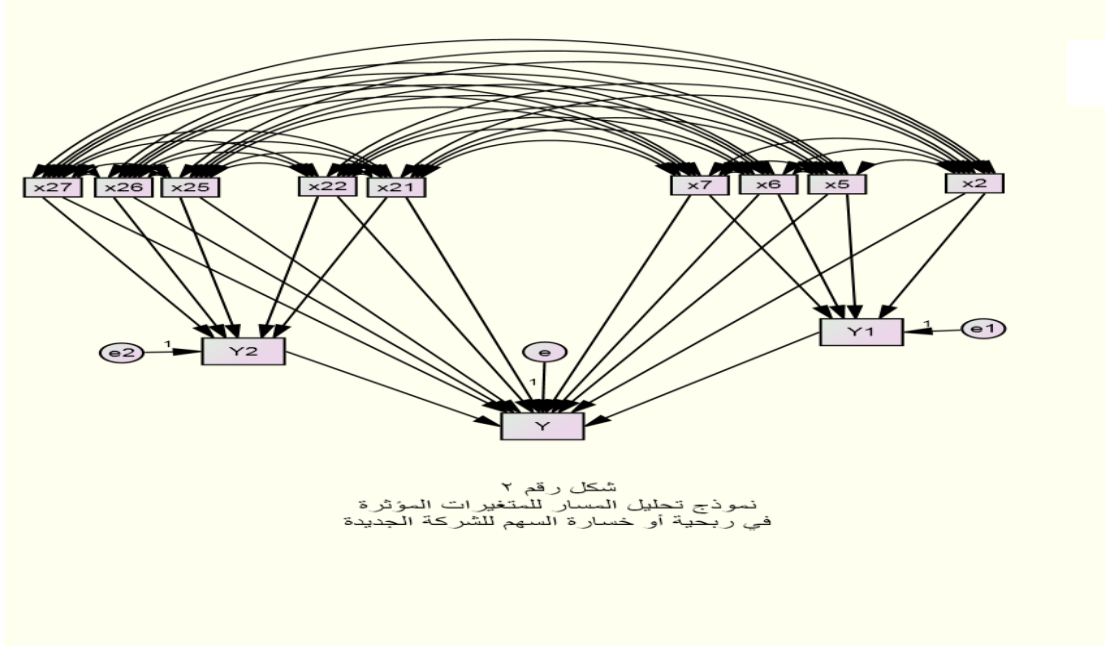 x27 x26 x25 x22 x21 x7 x6 x5 x2
e2 1 Y2 e Y1 1 e1
1
Y
شكل رقم ٢
نموذج تحليل المسار للمتغيرات المؤثرة
في ربحية أو خسارة السهم للشركة الجديدة